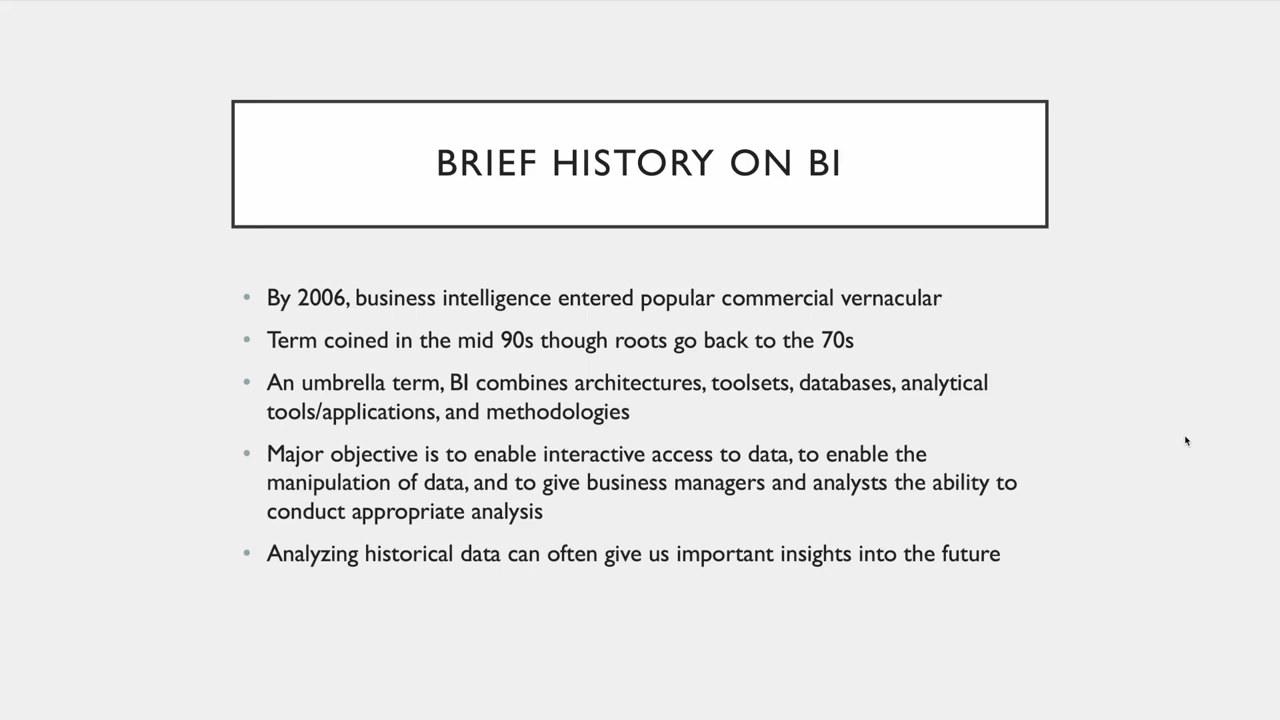 BRIEF HISTORY ON BI
• By 2006, business intelligence entered popular commercial vernacular
• Term coined in the mid 90s though roots go back to the 70s
• An umbrella term, BI combines architectures, toolsets, databases, analytical
tools/applications, and methodologies
• Major objective is to enable interactive access to data, to enable the
manipulation of data, and to give business managers and analysts the ability to
conduct appropriate analysis
• Analyzing historical data can often give us important insights into the future